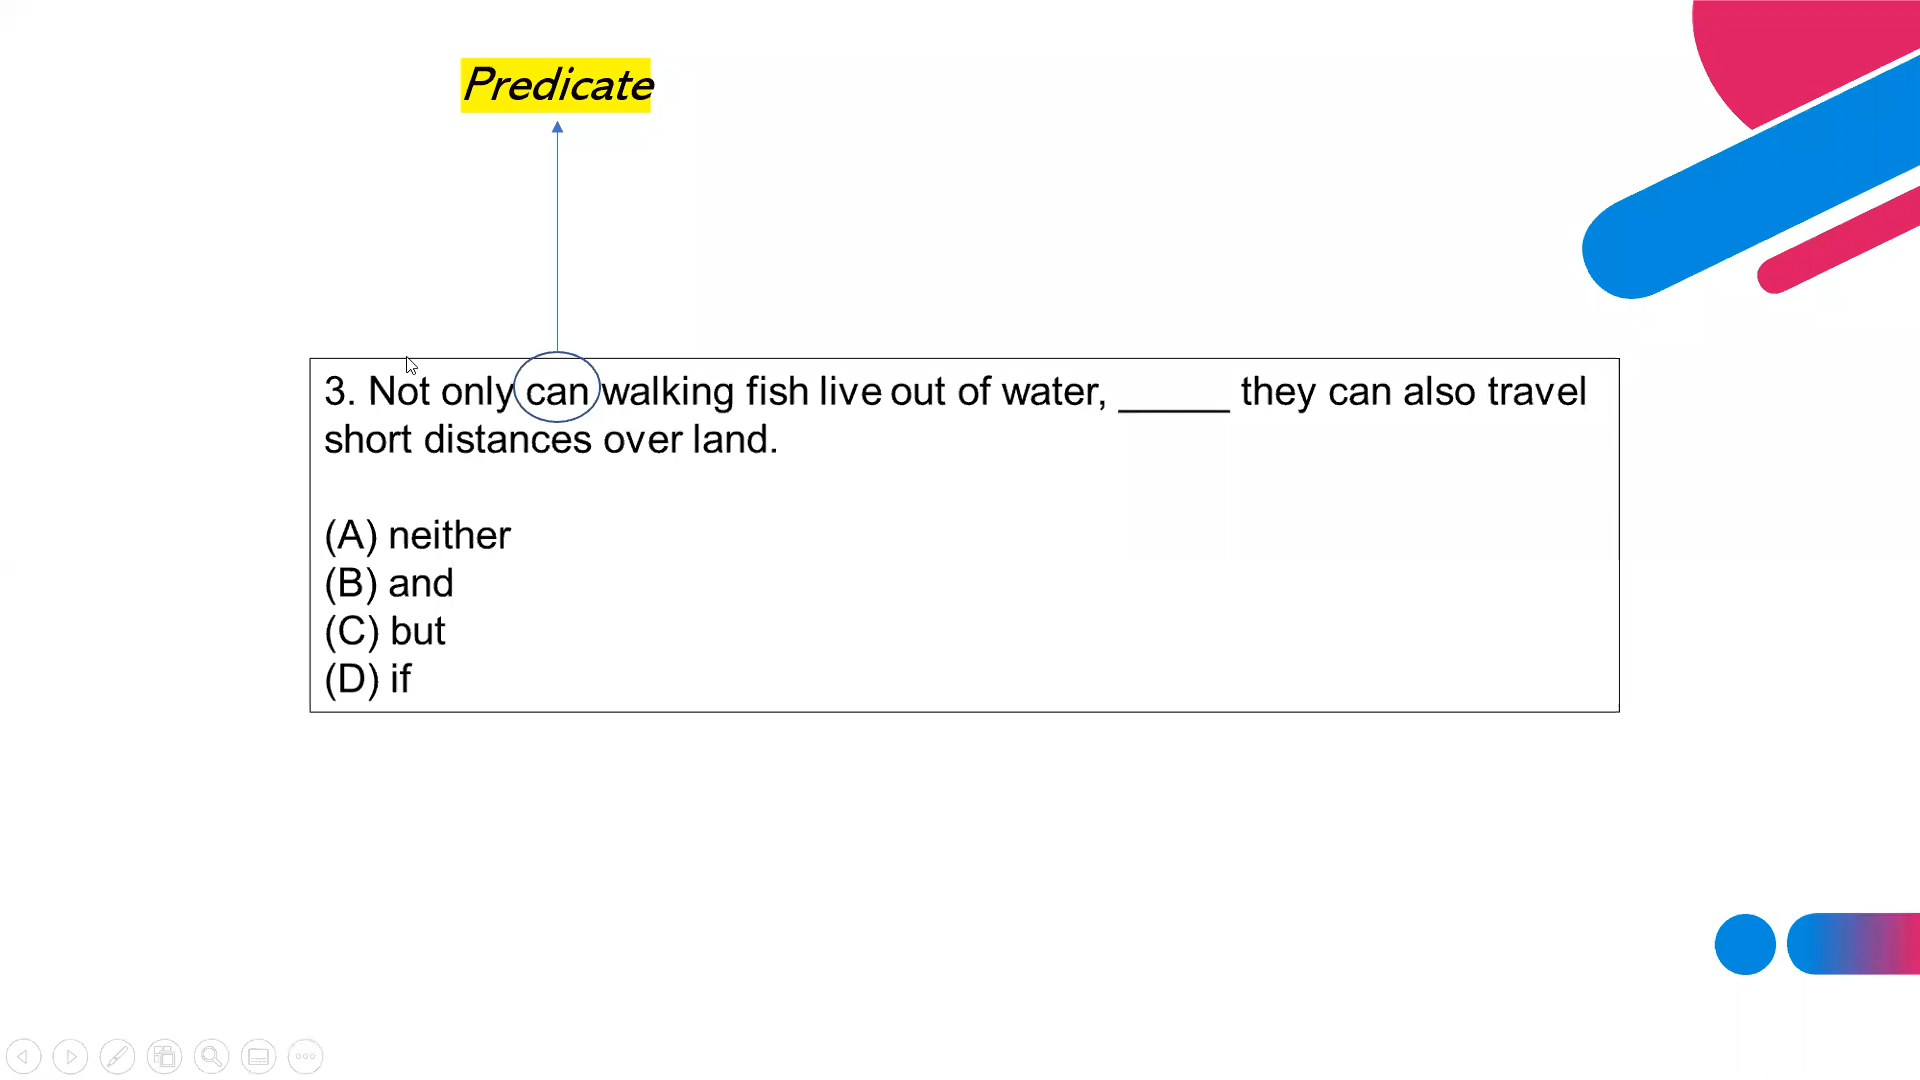 Predicate
3. Not only can walking fish live out of water, _____ they can also travel
short distances over land.
(A) neither
(B) and
(C) but
(D) if